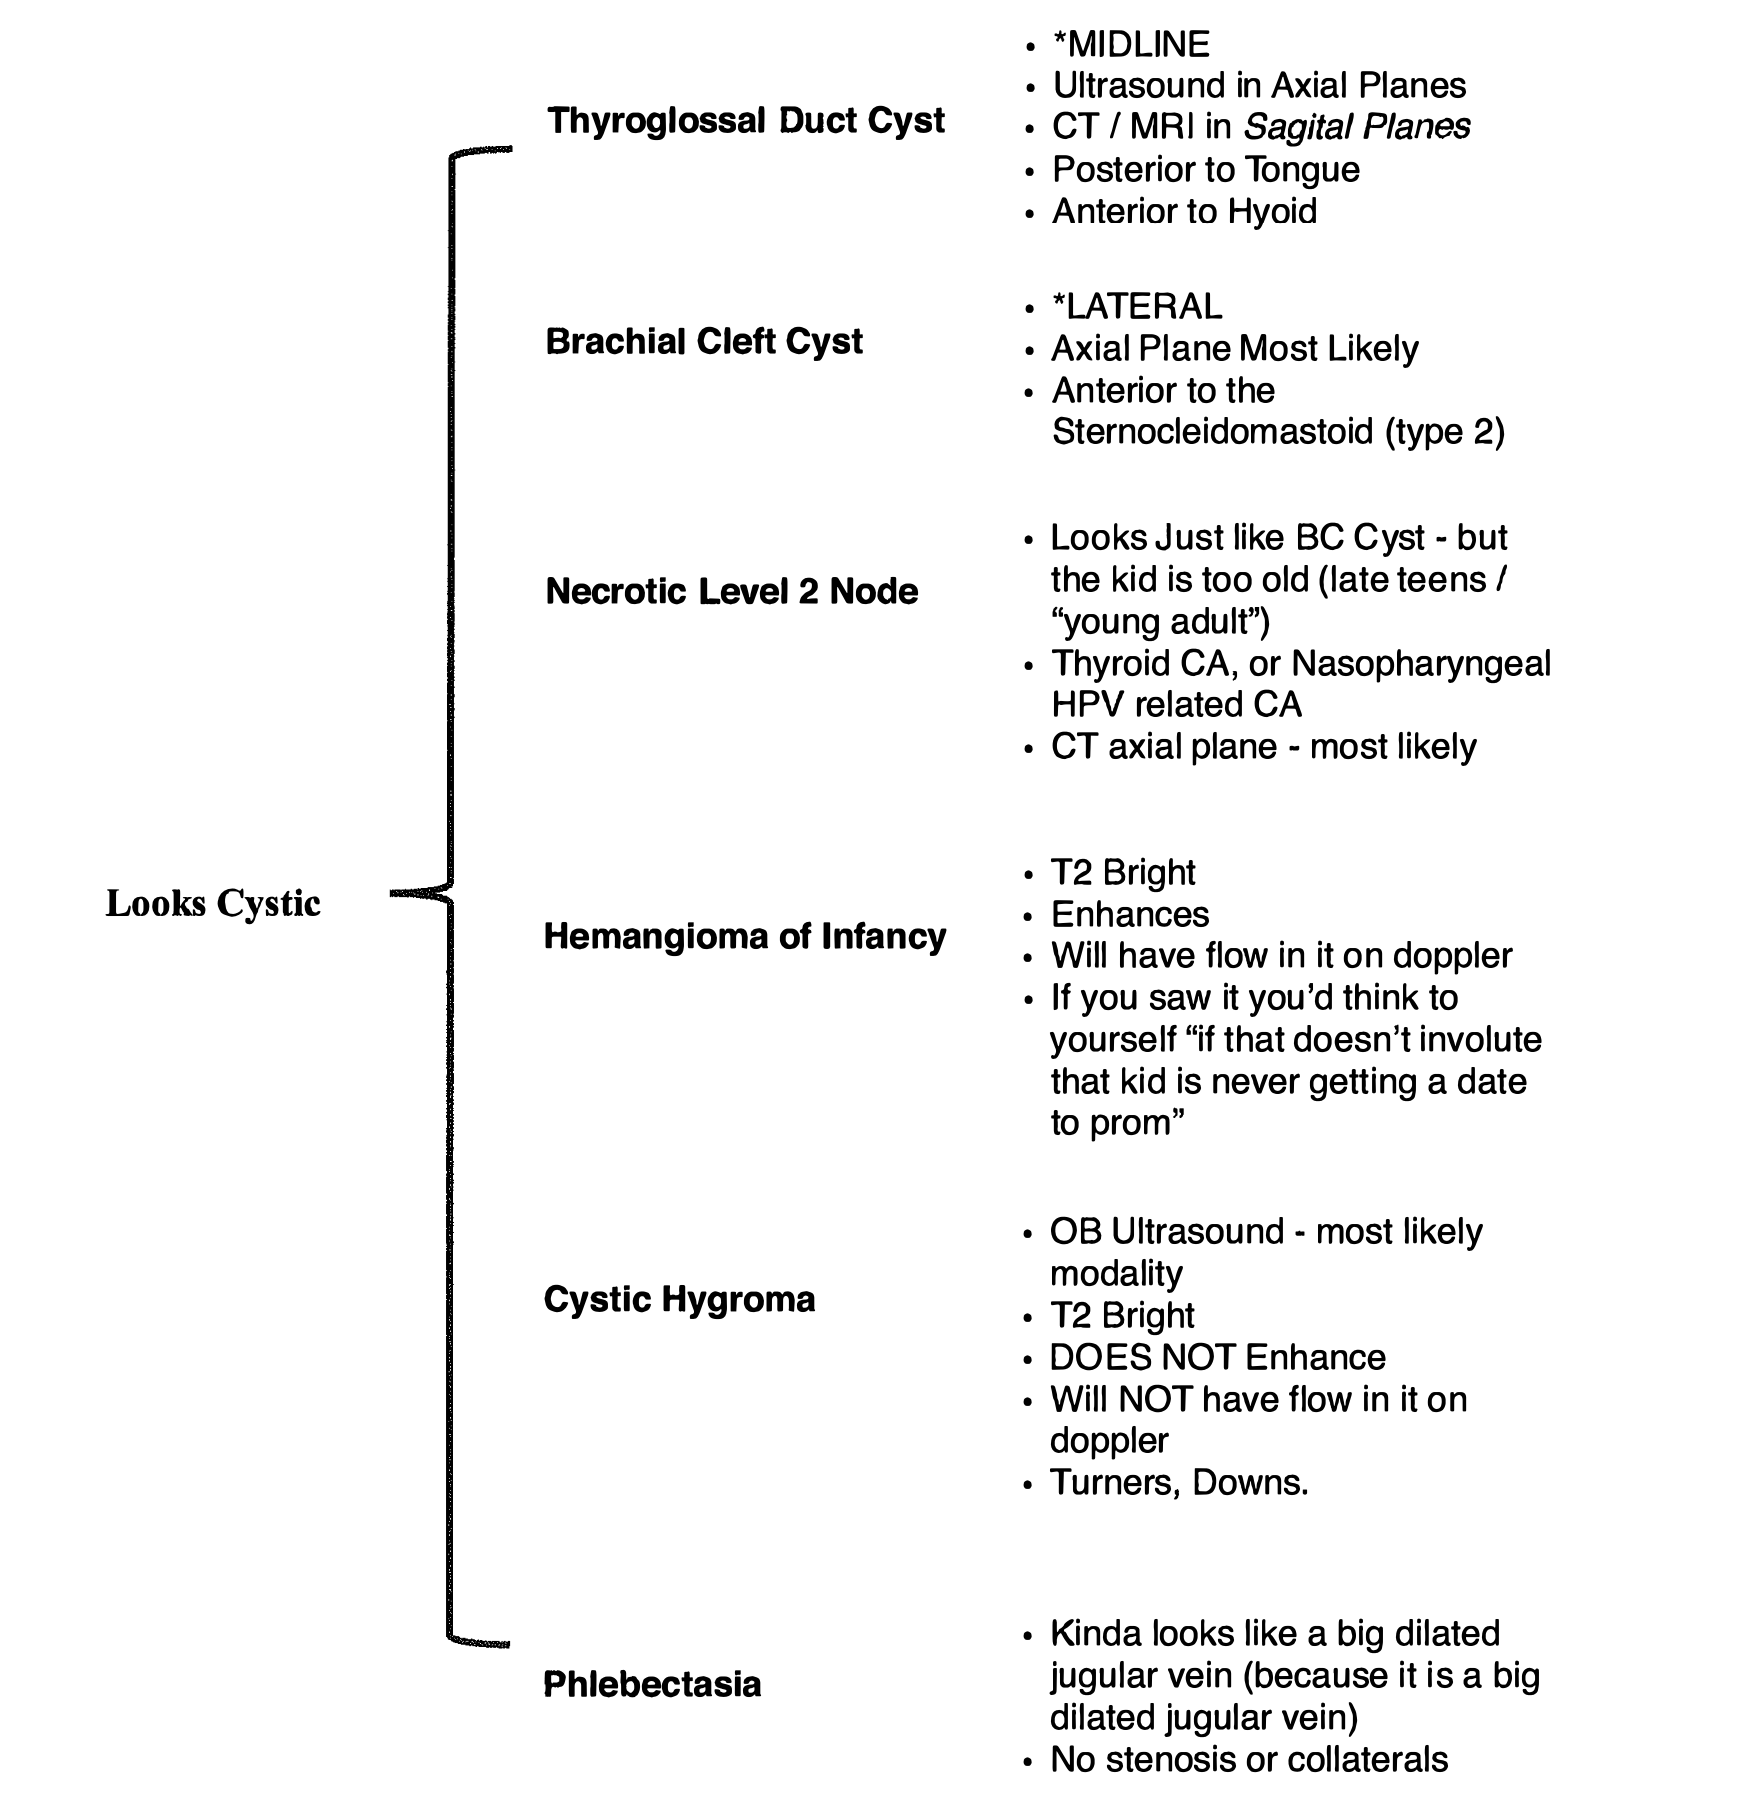 Looks Cystic
Thyroglossal Duct Cyst
• *MIDLINE
• Ultrasound in Axial Planes
• CT / MRI in Sagital Planes
• Posterior to Tongue
• Anterior to Hyoid
Brachial Cleft Cyst
• *LATERAL
• Axial Plane Most Likely
• Anterior to the
Sternocleidomastoid (type 2)
Necrotic Level 2 Node
• Looks Just like BC Cyst - but
the kid is too old (late teens /
“young adult”)
• Thyroid CA, or Nasopharyngeal
HPV related CA
• CT axial plane - most likely
Hemangioma of Infancy
• T2 Bright
• Enhances
• Will have flow in it on doppler
• If you saw it you’d think to
yourself “if that doesn’t involute
that kid is never getting a date
to prom”
Cystic Hygroma
• OB Ultrasound - most likely
modality
• T2 Bright
• DOES NOT Enhance
• Will NOT have flow in it on
doppler
• Turners, Downs.
Phlebectasia
• Kinda looks like a big dilated
jugular vein (because it is a big
dilated jugular vein)
• No stenosis or collaterals